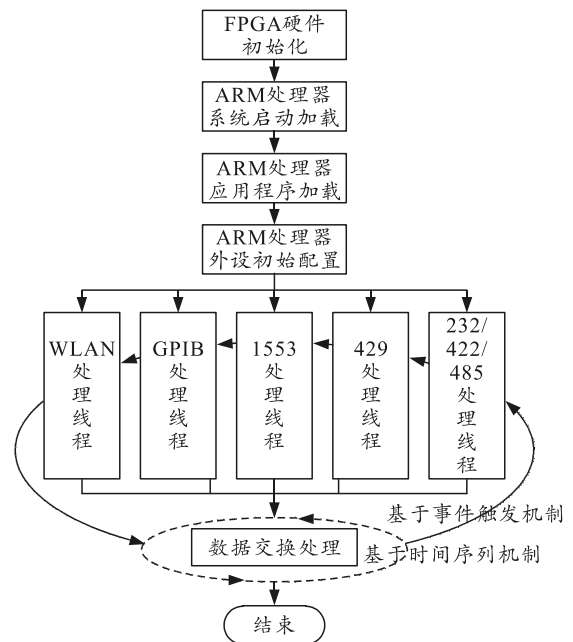 FPGA硬件
初始化
ARM处理器
系统启动加载
ARM处理器
应用程序加载
ARM处理器
外设初始配置
WLAN
处
理
线
程
GPIB
处
理
线
程
1553
处
理
线
程
429
处
理
线
程
232/
422/
485
处
理
线
程
基于事件触发机制
数据交换处理
基于时间序列机制
结束